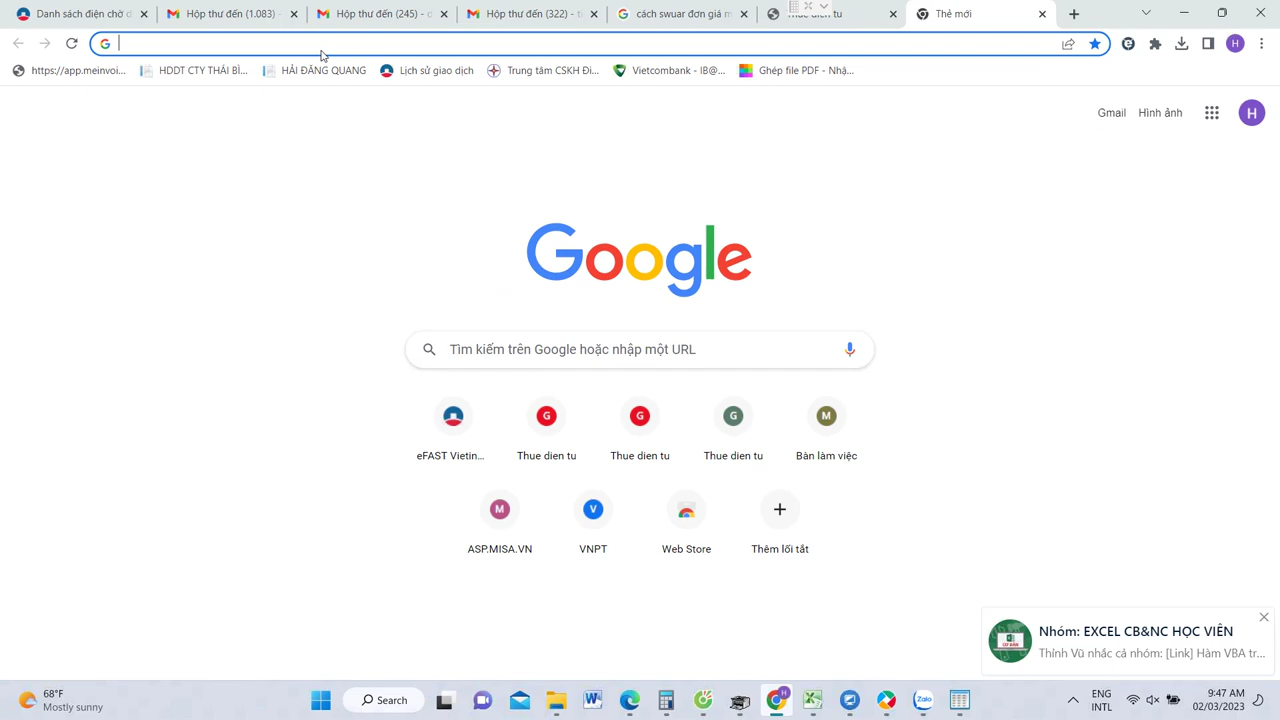 Danh sách điện chờ d
Hộp thư đến (1.083) -
Hộp thư đến (245) - c
Hộp thư đến (322) - t
cách swuar đơn giá m
Thue dien tu
Thẻ mới
https://app.meinvoi...
HDDT CTY THÁI BÌ...
HẢI ĐĂNG QUANG
Lịch sử giao dịch
Trung tâm CSKH Đi...
Vietcombank - IB@...
Ghép file PDF - Nhậ...
Gmail
Hình ảnh
H
H
Google
Tìm kiếm trên Google hoặc nhập một URL
G
G
G
M
eFAST Vietin...
Thue dien tu
Thue dien tu
Thue dien tu
Bàn làm việc
M
V
ASP.MISA.VN
VNPT
Web Store
Thêm lối tắt
Nhóm: EXCEL CB&NC HỌC VIÊN
Thính Vũ nhắc cả nhóm: [Link] Hàm VBA tr...
68°F
Mostly sunny
Search
Zalo
ENG
INTL
9:47 AM
02/03/2023